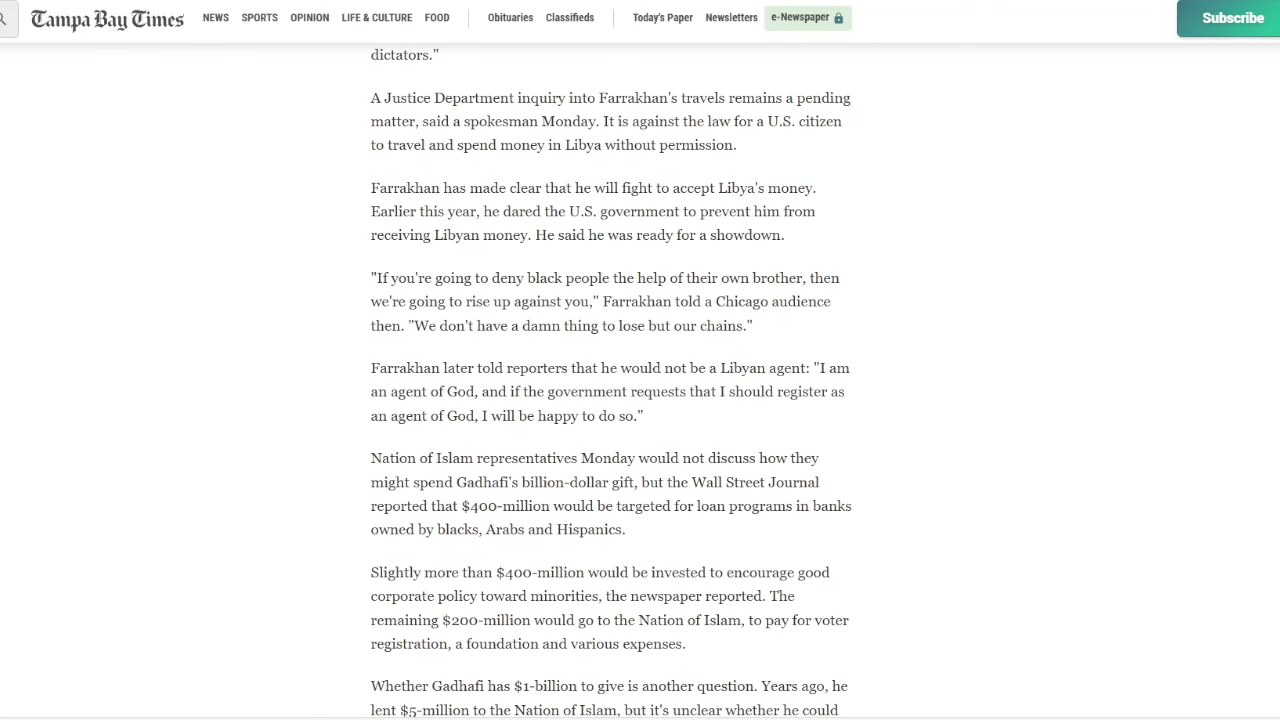 Tampa Bay Times
NEWS SPORTS OPINION LIFE & CULTURE FOOD Obituaries Classifieds Today's Paper Newsletters e-Newspaper Subscribe
dictators."
A Justice Department inquiry into Farrakhan's travels remains a pending
matter, said a spokesman Monday. It is against the law for a U.S. citizen
to travel and spend money in Libya without permission.
Farrakhan has made clear that he will fight to accept Libya's money.
Earlier this year, he dared the U.S. government to prevent him from
receiving Libyan money. He said he was ready for a showdown.
"If you're going to deny black people the help of their own brother, then
we're going to rise up against you," Farrakhan told a Chicago audience
then. "We don't have a damn thing to lose but our chains."
Farrakhan later told reporters that he would not be a Libyan agent: "I am
an agent of God, and if the government requests that I should register as
an agent of God, I will be happy to do so."
Nation of Islam representatives Monday would not discuss how they
might spend Gadhafi's billion-dollar gift, but the Wall Street Journal
reported that $400-million would be targeted for loan programs in banks
owned by blacks, Arabs and Hispanics.
Slightly more than $400-million would be invested to encourage good
corporate policy toward minorities, the newspaper reported. The
remaining $200-million would go to the Nation of Islam, to pay for voter
registration, a foundation and various expenses.
Whether Gadhafi has $1-billion to give is another question. Years ago, he
lent $5-million to the Nation of Islam, but it's unclear whether he could